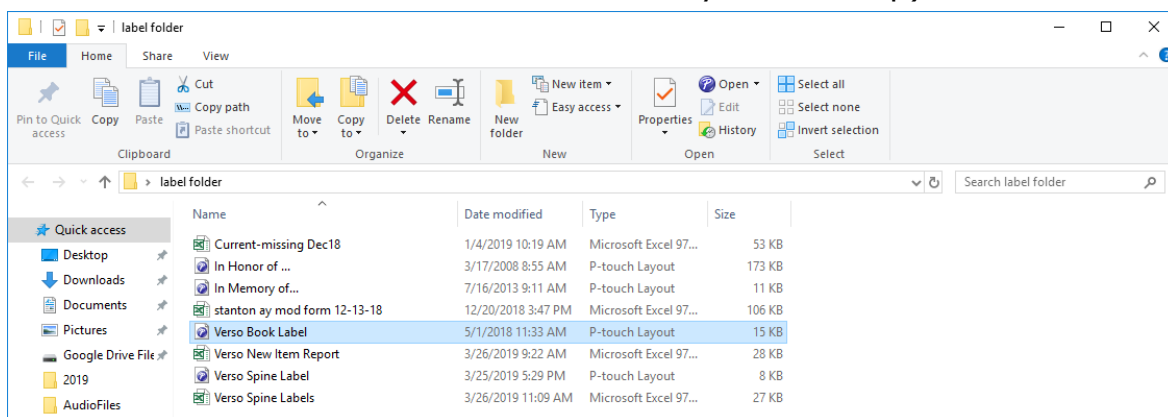 label folder
File Home Share View
Pin to Quick access
Copy
Paste
Cut
Copy path
Paste shortcut
Clipboard
Move to
Copy to
Delete
Rename
Organize
New folder
New item
Easy access
New
Properties
Open
Edit
History
Open
Select all
Select none
Invert selection
Select
label folder
Search label folder
Quick access
Desktop
Downloads
Documents
Pictures
Google Drive File
2019
AudioFiles
Name Date modified Type Size
Current-missing Dec18 1/4/2019 10:19 AM Microsoft Excel 97... 53 KB
In Honor of ... 3/17/2008 8:55 AM P-touch Layout 173 KB
In Memory of... 7/16/2013 9:11 AM P-touch Layout 11 KB
stanton ay mod form 12-13-18 12/20/2018 3:47 PM Microsoft Excel 97... 106 KB
Verso Book Label 5/1/2018 11:33 AM P-touch Layout 15 KB
Verso New Item Report 3/26/2019 9:22 AM Microsoft Excel 97... 28 KB
Verso Spine Label 3/25/2019 5:29 PM P-touch Layout 8 KB
Verso Spine Labels 3/26/2019 11:09 AM Microsoft Excel 97... 27 KB